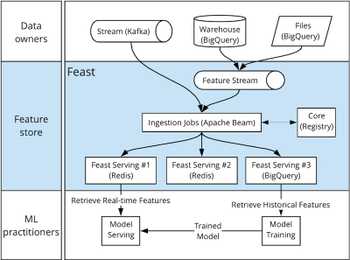 Data
owners
Stream (Kafka)
Warehouse
(BigQuery)
Files
(BigQuery)
Feast
Feature Stream
Feature
store
Ingestion Jobs (Apache Beam)
Core
(Registry)
Feast Serving #1
(Redis)
Feast Serving #2
(Redis)
Feast Serving #3
(BigQuery)
Retrieve Real-time Features
Retrieve Historical Features
ML
practitioners
Model
Serving
Trained
Model
Model
Training